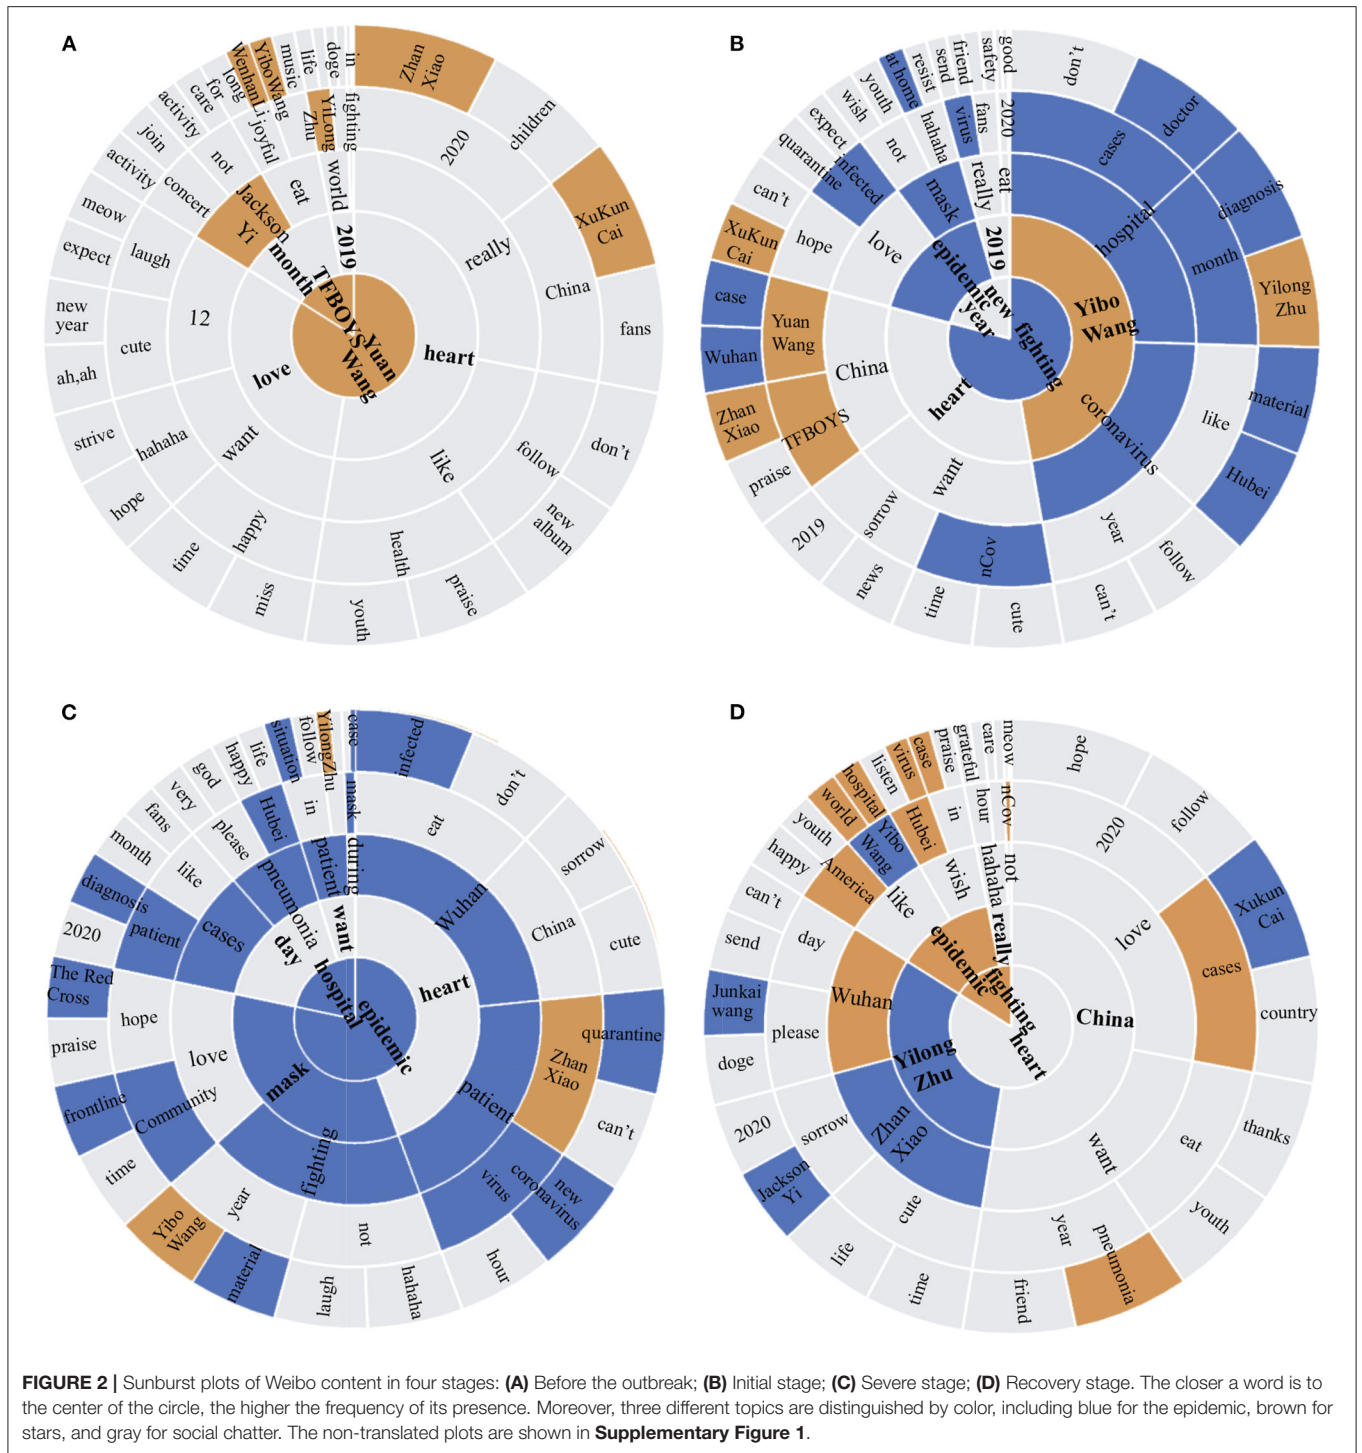 A
Zhan
Xiao
children
XuKun
Cai
fans
don't
new
album
praise
youth
miss
time
hope
strive
ah,ah
new
year
expect
meow
activity
join
activity
care
for
long
WenhanLi
YiboWang
music
life
doge
in
2020
China
follow
health
happy
hahaha
cute
laugh
concert
not
joyful
YiLong
Zhu
fighting
really
like
want
12
Jackson
Yi
eat
world
heart
love
month
2019
TFBOYS
Yuan
Wang
B
don't
doctor
diagnosis
Yilong
Zhu
material
Hubei
follow
can't
cute
time
news
2019
praise
Zhan
Xiao
Wuhan
case
XuKun
Cai
can't
quarantine
expect
wish
youth
at home
resist
send
friend
safety
good
cases
month
like
year
nCov
sorrow
TFBOYS
Yuan
Wang
hope
infected
not
hahaha
virus
fans
2020
hospital
coronavirus
want
China
love
mask
really
eat
Yibo
Wang
heart
epidemic
2019
new
year
fighting
C
infected
don't
sorrow
cute
quarantine
can't
new
coronavirus
hour
hahaha
laugh
material
Yibo
Wang
time
frontline
praise
The Red
Cross
2020
diagnosis
month
fans
very
god
happy
life
situation
follow
YilongZhu
case
eat
China
Zhan
Xiao
virus
not
year
Community
hope
patient
like
please
Hubei
in
mask
Wuhan
patient
fighting
love
cases
pneumonia
patient
during
heart
mask
day
want
hospital
epidemic
D
hope
follow
Xukun
Cai
country
thanks
youth
pneumonia
friend
time
life
Jackson
Yi
2020
doge
Junkai
wang
send
can't
happy
youth
world
hospital
listen
virus
case
praise
grateful
care
meow
2020
cases
eat
year
cute
sorrow
please
day
America
Yibo
Wang
Hubei
in
hour
nCov
love
want
Zhan
Xiao
Wuhan
like
wish
hahaha
not
China
Yilong
Zhu
epidemic
really
fighting
heart
FIGURE 2 | Sunburst plots of Weibo content in four stages: (A) Before the outbreak; (B) Initial stage; (C) Severe stage; (D) Recovery stage. The closer a word is to
the center of the circle, the higher the frequency of its presence. Moreover, three different topics are distinguished by color, including blue for the epidemic, brown for
stars, and gray for social chatter. The non-translated plots are shown in Supplementary Figure 1.